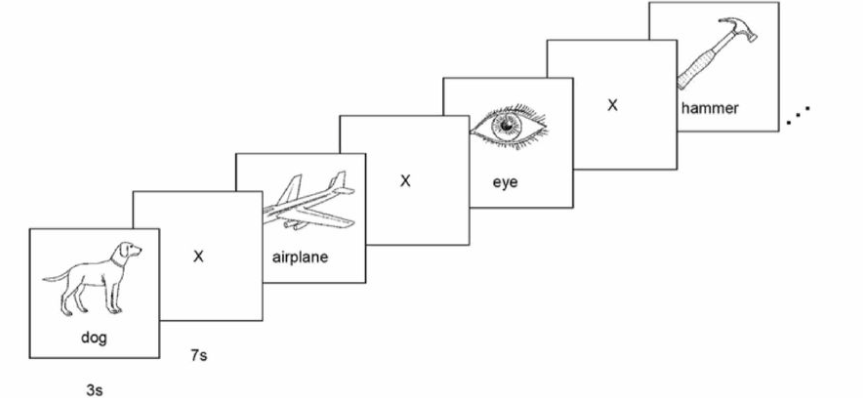 dog
3s
X
7s
airplane
X
eye
X
hammer